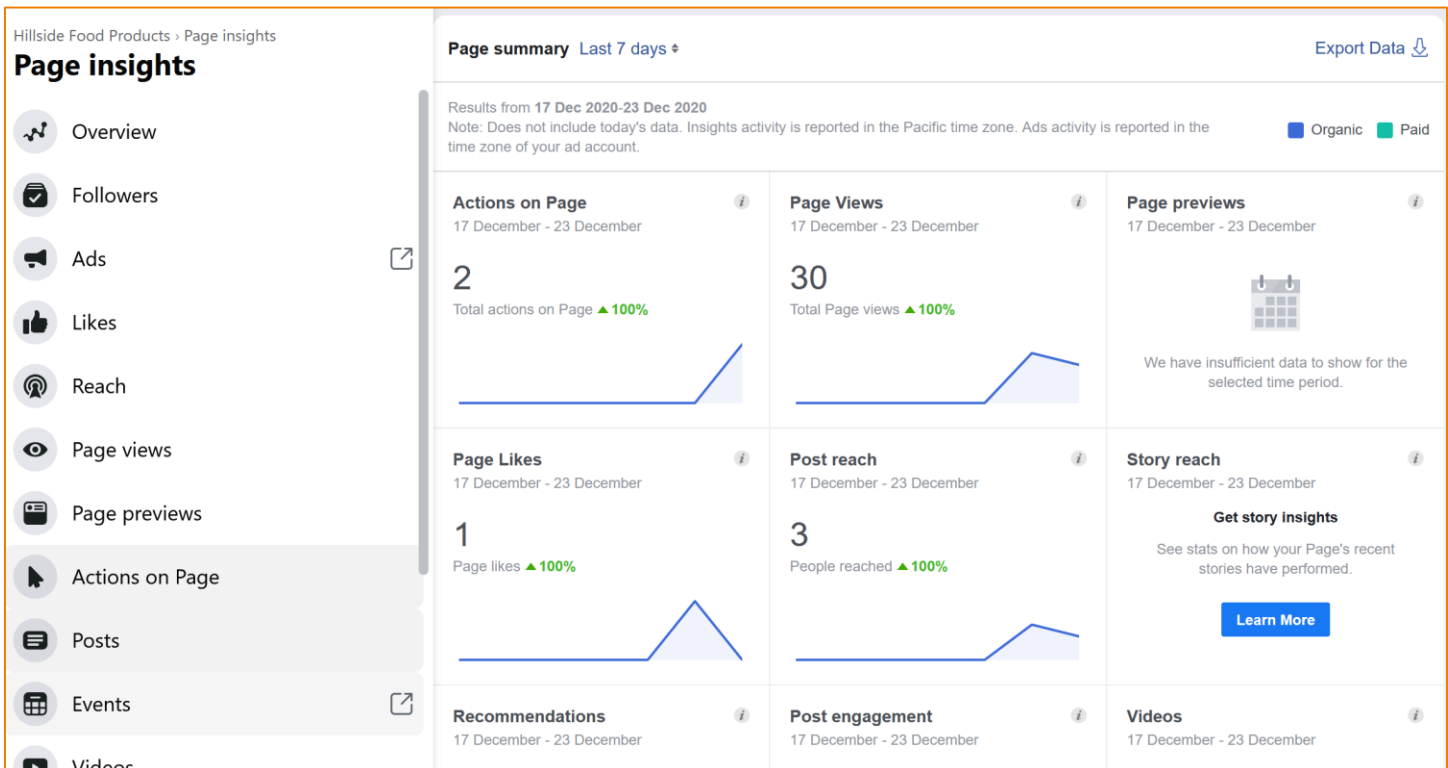 Hillside Food Products › Page insights
Page insights
Overview
Followers
Ads
Likes
Reach
Page views
Page previews
Actions on Page
Posts
Events
Videos
Page summary Last 7 days
Export Data
Results from 17 Dec 2020-23 Dec 2020
Note: Does not include today's data. Insights activity is reported in the Pacific time zone. Ads activity is reported in the
time zone of your ad account.
Organic Paid
Actions on Page
17 December - 23 December
2
Total actions on Page ▲100%
Page Views
17 December - 23 December
30
Total Page views ▲100%
Page previews
17 December - 23 December
We have insufficient data to show for the
selected time period.
Page Likes
17 December - 23 December
1
Page likes ▲100%
Post reach
17 December - 23 December
3
People reached ▲100%
Story reach
17 December - 23 December
Get story insights
See stats on how your Page's recent
stories have performed.
Learn More
Recommendations
17 December - 23 December
Post engagement
17 December - 23 December
Videos
17 December - 23 December